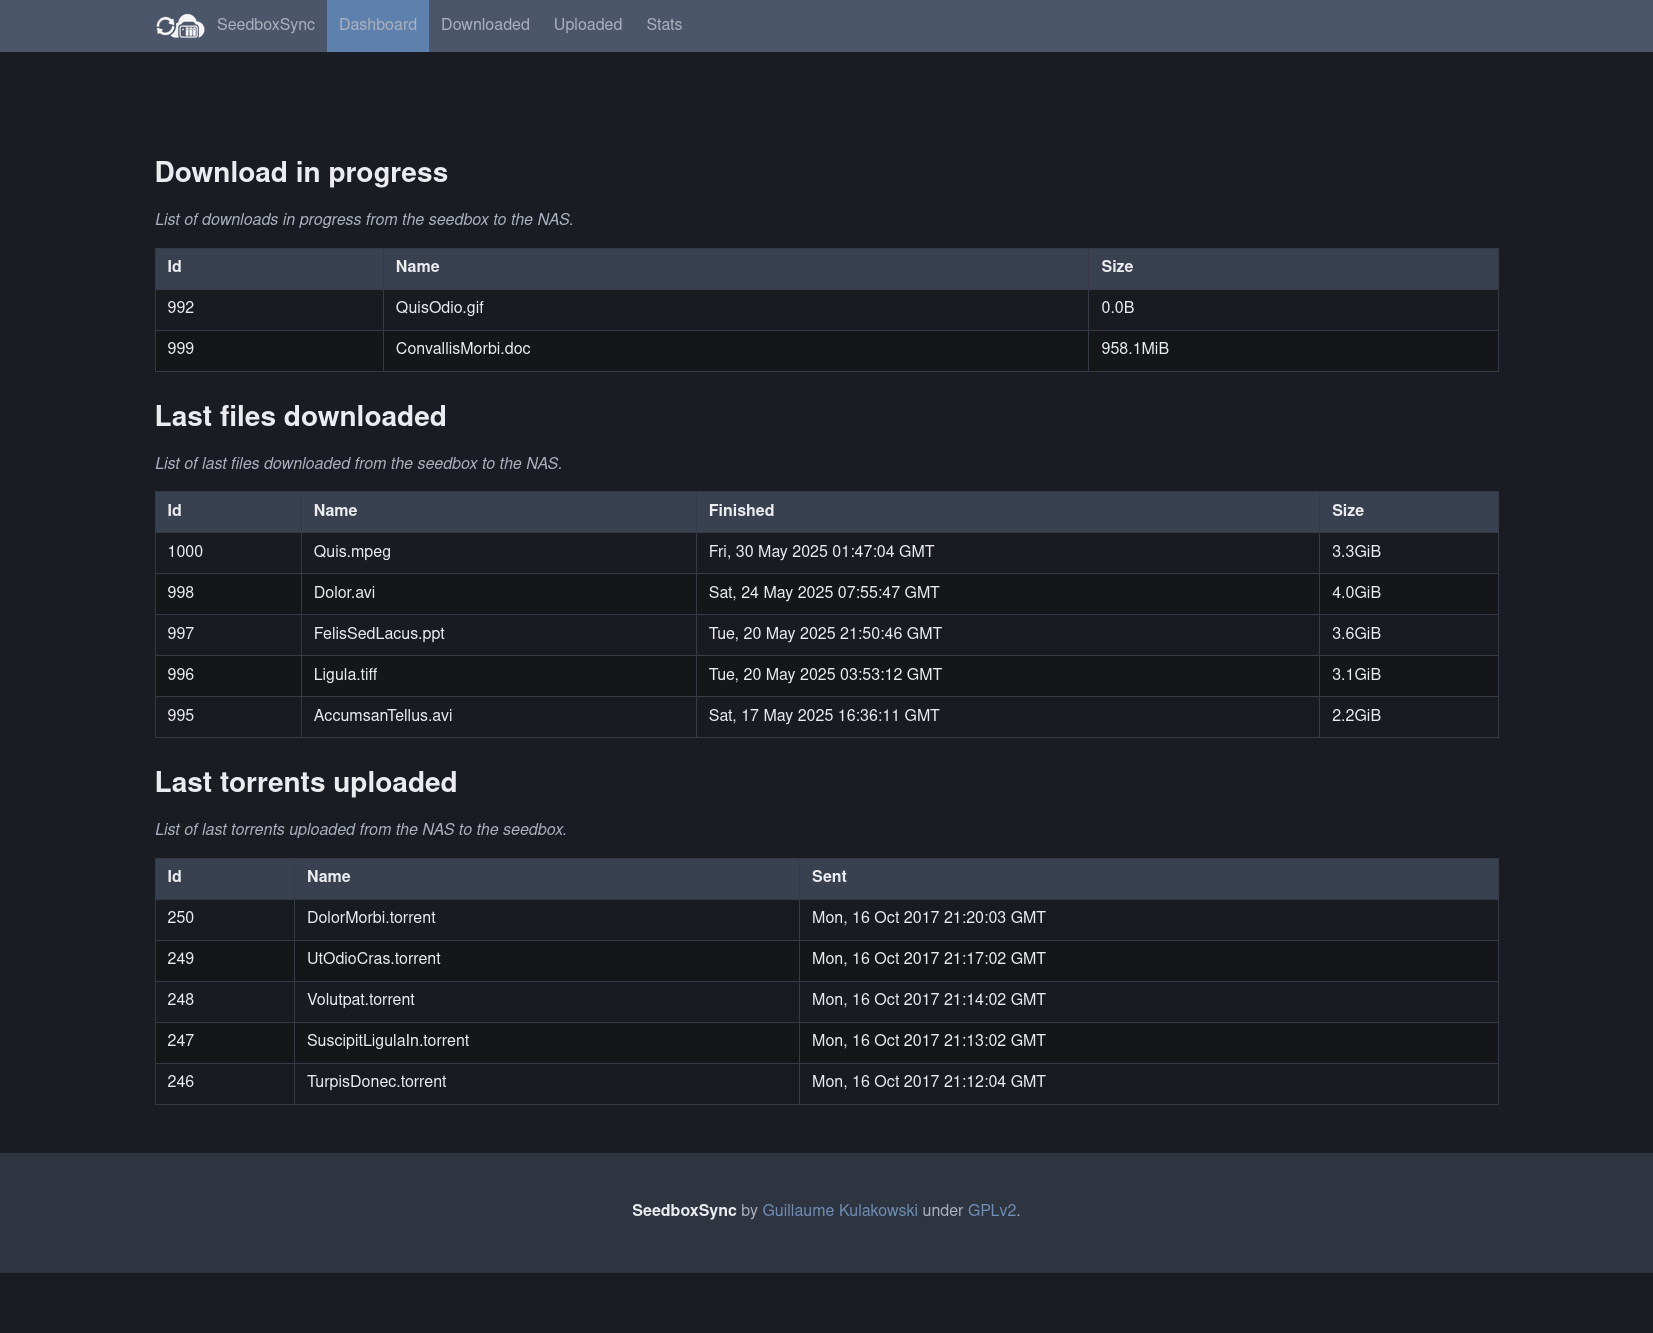 SeedboxSync Dashboard Downloaded Uploaded Stats
Download in progress
List of downloads in progress from the seedbox to the NAS.
Id Name Size
992 QuisOdio.gif 0.0B
999 ConvallisMorbi.doc 958.1MiB
Last files downloaded
List of last files downloaded from the seedbox to the NAS.
Id Name Finished Size
1000 Quis.mpeg Fri, 30 May 2025 01:47:04 GMT 3.3GiB
998 Dolor.avi Sat, 24 May 2025 07:55:47 GMT 4.0GiB
997 FelisSedLacus.ppt Tue, 20 May 2025 21:50:46 GMT 3.6GiB
996 Ligula.tiff Tue, 20 May 2025 03:53:12 GMT 3.1GiB
995 AccumsanTellus.avi Sat, 17 May 2025 16:36:11 GMT 2.2GiB
Last torrents uploaded
List of last torrents uploaded from the NAS to the seedbox.
Id Name Sent
250 DolorMorbi.torrent Mon, 16 Oct 2017 21:20:03 GMT
249 UtOdioCras.torrent Mon, 16 Oct 2017 21:17:02 GMT
248 Volutpat.torrent Mon, 16 Oct 2017 21:14:02 GMT
247 SuscipitLigulaIn.torrent Mon, 16 Oct 2017 21:13:02 GMT
246 TurpisDonec.torrent Mon, 16 Oct 2017 21:12:04 GMT
SeedboxSync by Guillaume Kulakowski under GPLv2.